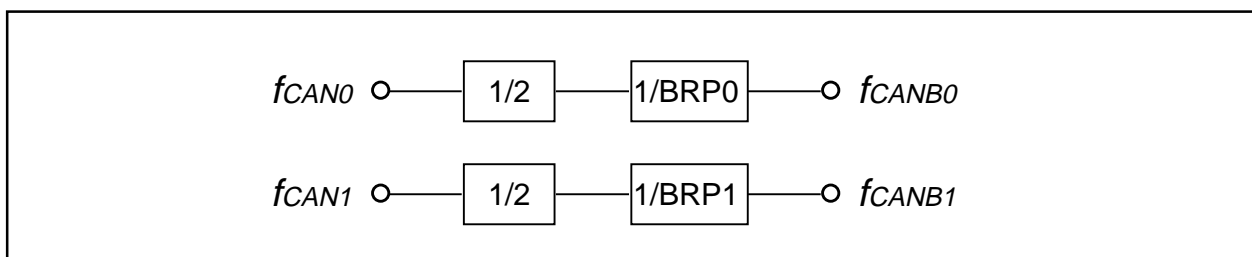 fCAN0 1/2 1/BRP0 fCANB0
fCAN1 1/2 1/BRP1 fCANB1